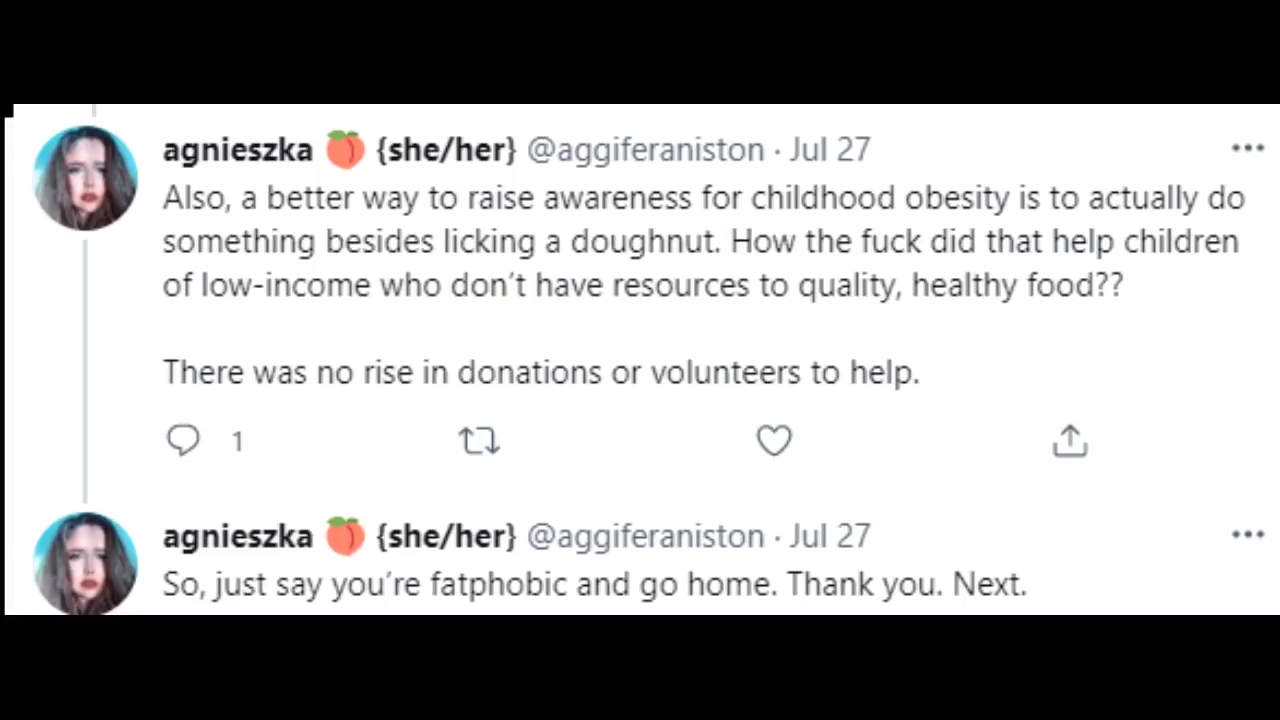 agnieszka 🍑 {she/her} @aggiferaniston · Jul 27
Also, a better way to raise awareness for childhood obesity is to actually do
something besides licking a doughnut. How the fuck did that help children
of low-income who don’t have resources to quality, healthy food??
There was no rise in donations or volunteers to help.
1
agnieszka 🍑 {she/her} @aggiferaniston · Jul 27
So, just say you’re fatphobic and go home. Thank you. Next.